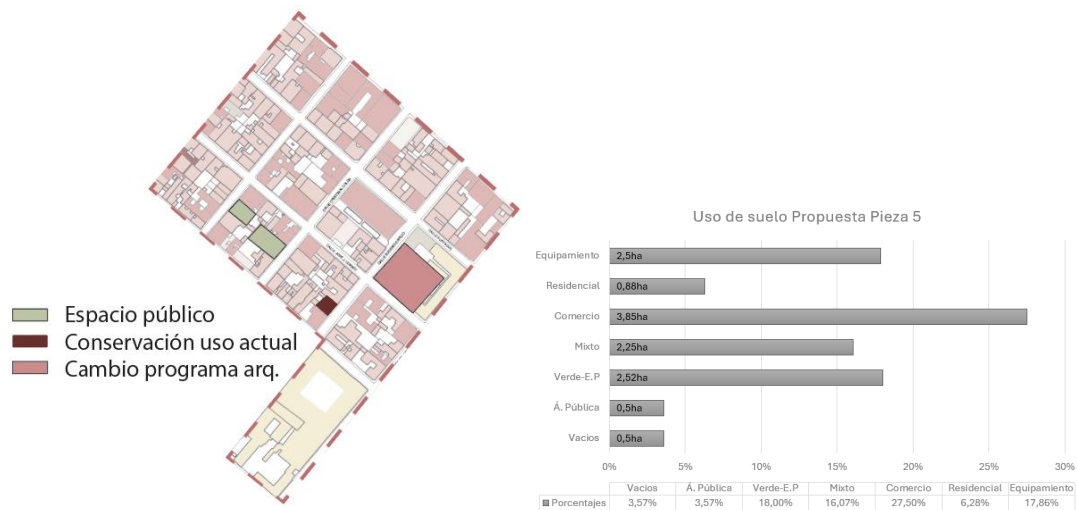 Espacio público
Conservación uso actual
Cambio programa arq.
Uso de suelo Propuesta Pieza 5
Equipamiento 2,5ha
Residencial 0,88ha
Comercio 3,85ha
Mixto 2,25ha
Verde-E.P 2,52ha
Á. Pública 0,5ha
Vacios 0,5ha
0% 5% 10% 15% 20% 25% 30%
Vacios Á. Pública Verde-E.P Mixto Comercio Residencial Equipamiento
Porcentajes 3,57% 3,57% 18,00% 16,07% 27,50% 6,28% 17,86%